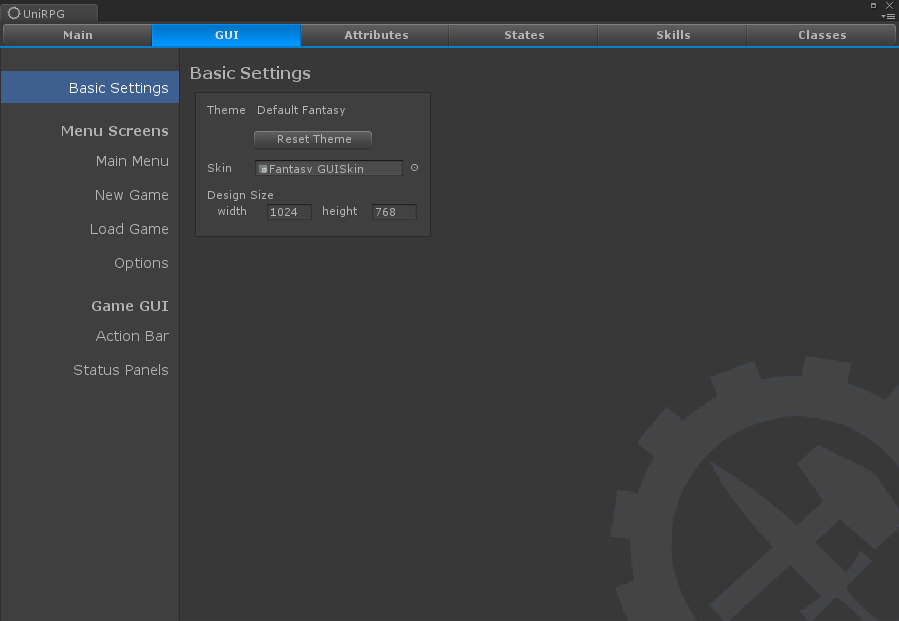 UniRPG
Main GUI Attributes States Skills Classes
Basic Settings
Menu Screens
Main Menu
New Game
Load Game
Options
Game GUI
Action Bar
Status Panels
Basic Settings
Theme Default Fantasy
Reset Theme
Skin Fantasy_GUISkin
Design Size
width 1024 height 768